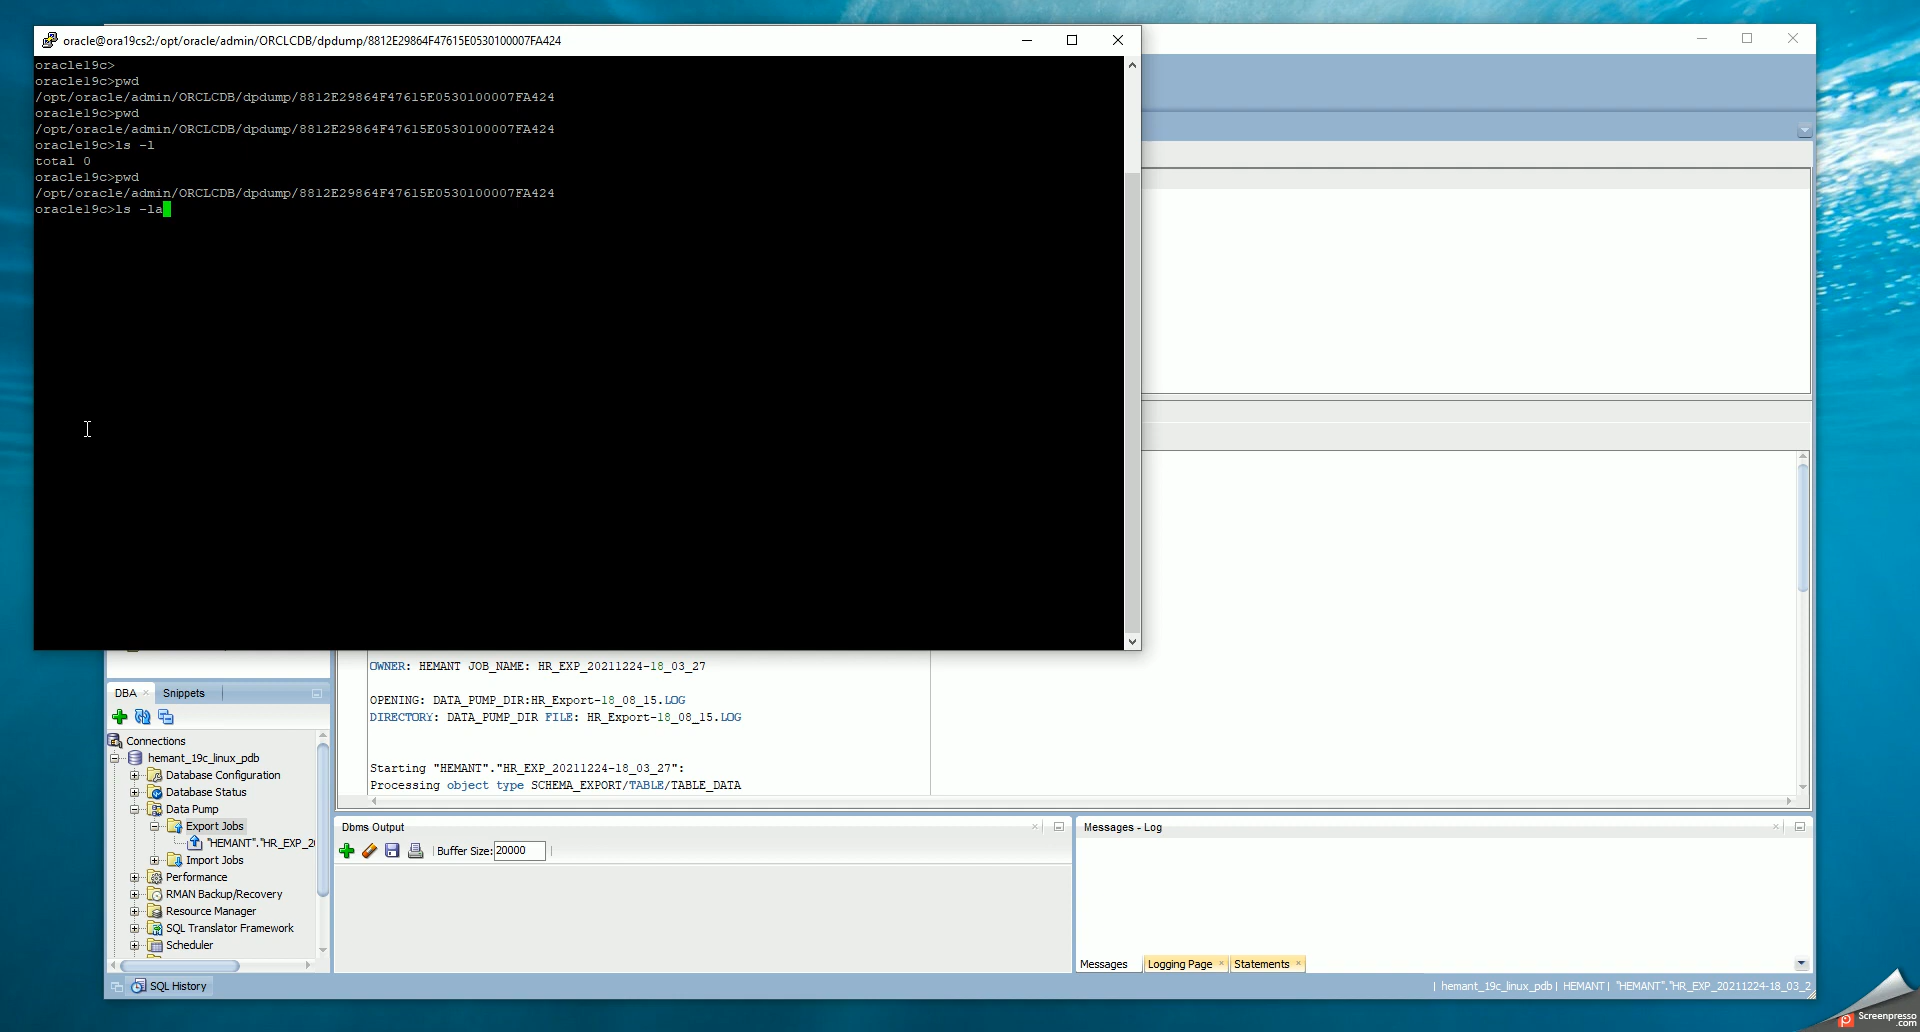 oracle@ora19cs2:/opt/oracle/admin/ORCLCDB/dpdump/8812E29864F47615E0530100007FA424
oracle19c>
oracle19c>pwd
/opt/oracle/admin/ORCLCDB/dpdump/8812E29864F47615E0530100007FA424
oracle19c>pwd
/opt/oracle/admin/ORCLCDB/dpdump/8812E29864F47615E0530100007FA424
oracle19c>ls -l
total 0
oracle19c>pwd
/opt/oracle/admin/ORCLCDB/dpdump/8812E29864F47615E0530100007FA424
oracle19c>ls -la
OWNER: HEMANT JOB_NAME: HR_EXP_20211224-18_03_27
OPENING: DATA_PUMP_DIR:HR_Export-18_08_15.LOG
DIRECTORY: DATA_PUMP_DIR FILE: HR_Export-18_08_15.LOG
Starting "HEMANT"."HR_EXP_20211224-18_03_27":
Processing object type SCHEMA_EXPORT/TABLE/TABLE_DATA
DBA
Snippets
Connections
hemant_19c_linux_pdb
Database Configuration
Database Status
Data Pump
Export Jobs
"HEMANT"."HR_EXP_20
Import Jobs
Performance
RMAN Backup/Recovery
Resource Manager
SQL Translator Framework
Scheduler
Dbms Output
Buffer Size: 20000
Messages - Log
Messages
Logging Page
Statements
SQL History
| hemant_19c_linux_pdb | HEMANT | "HEMANT"."HR_EXP_20211224-18_03_2
Screenpresso
.com